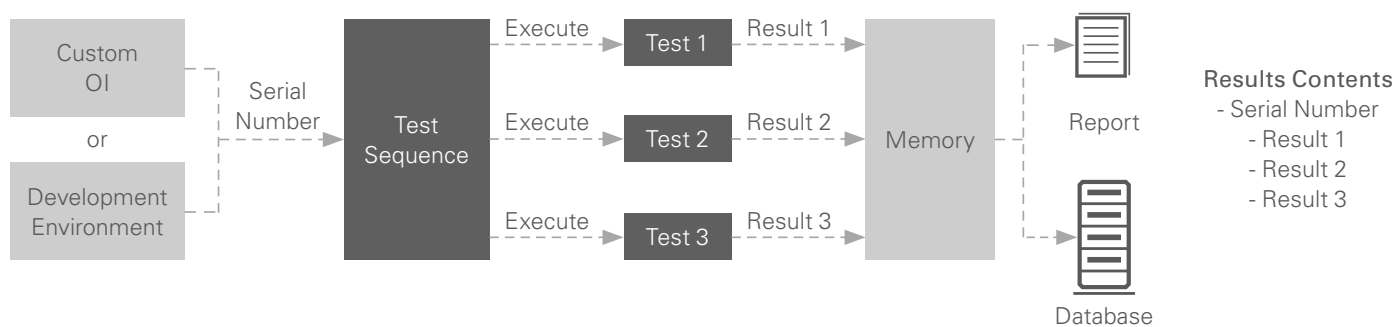 Custom
OI
or
Development
Environment
Serial
Number
Test
Sequence
Execute
Test 1
Result 1
Execute
Test 2
Result 2
Execute
Test 3
Result 3
Memory
Report
Database
Results Contents
- Serial Number
- Result 1
- Result 2
- Result 3